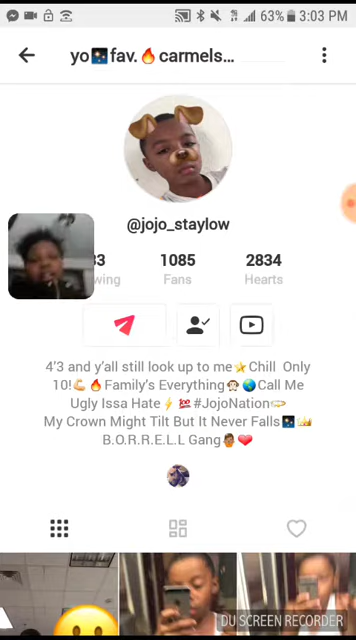 63% 3:03 PM
yo🌃fav.🔥carmels...
@jojo_staylow
33 1085 2834
wing Fans Hearts
4'3 and y'all still look up to me⭐Chill Only
10!💪🏼🔥Family's Everything🙊🌍Call Me
Ugly Issa Hate⚡💯#JojoNation💫
My Crown Might Tilt But It Never Falls🌃👑
B.O.R.R.E.L.L Gang🤷🏽‍♂️❤
DU SCREEN RECORDER